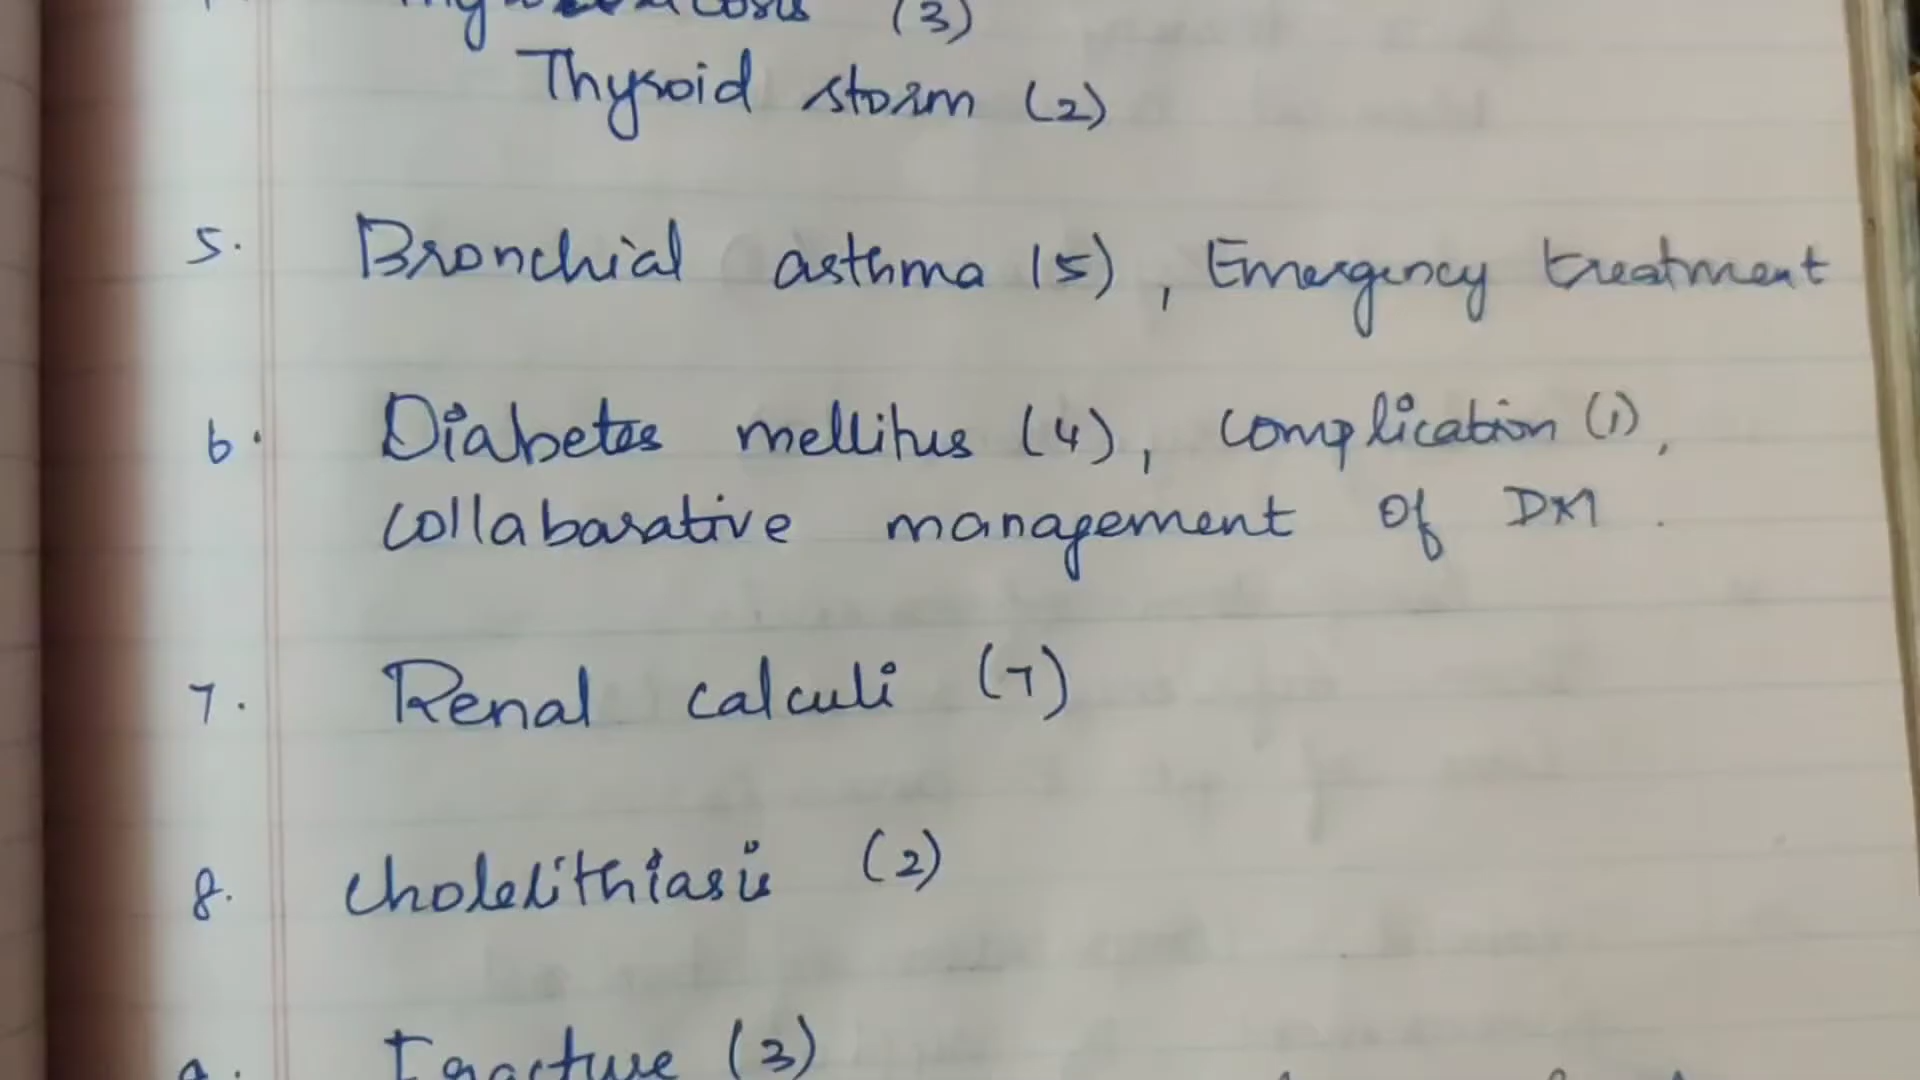 (3)
Thyroid storm (2)
5. Bronchial asthma (5), Emergency treatment
6. Diabetes mellitus (4), complication (1),
collabarative management of DM.
7. Renal calculi (7)
8. cholelithiasis (2)
9. Fracture (3)